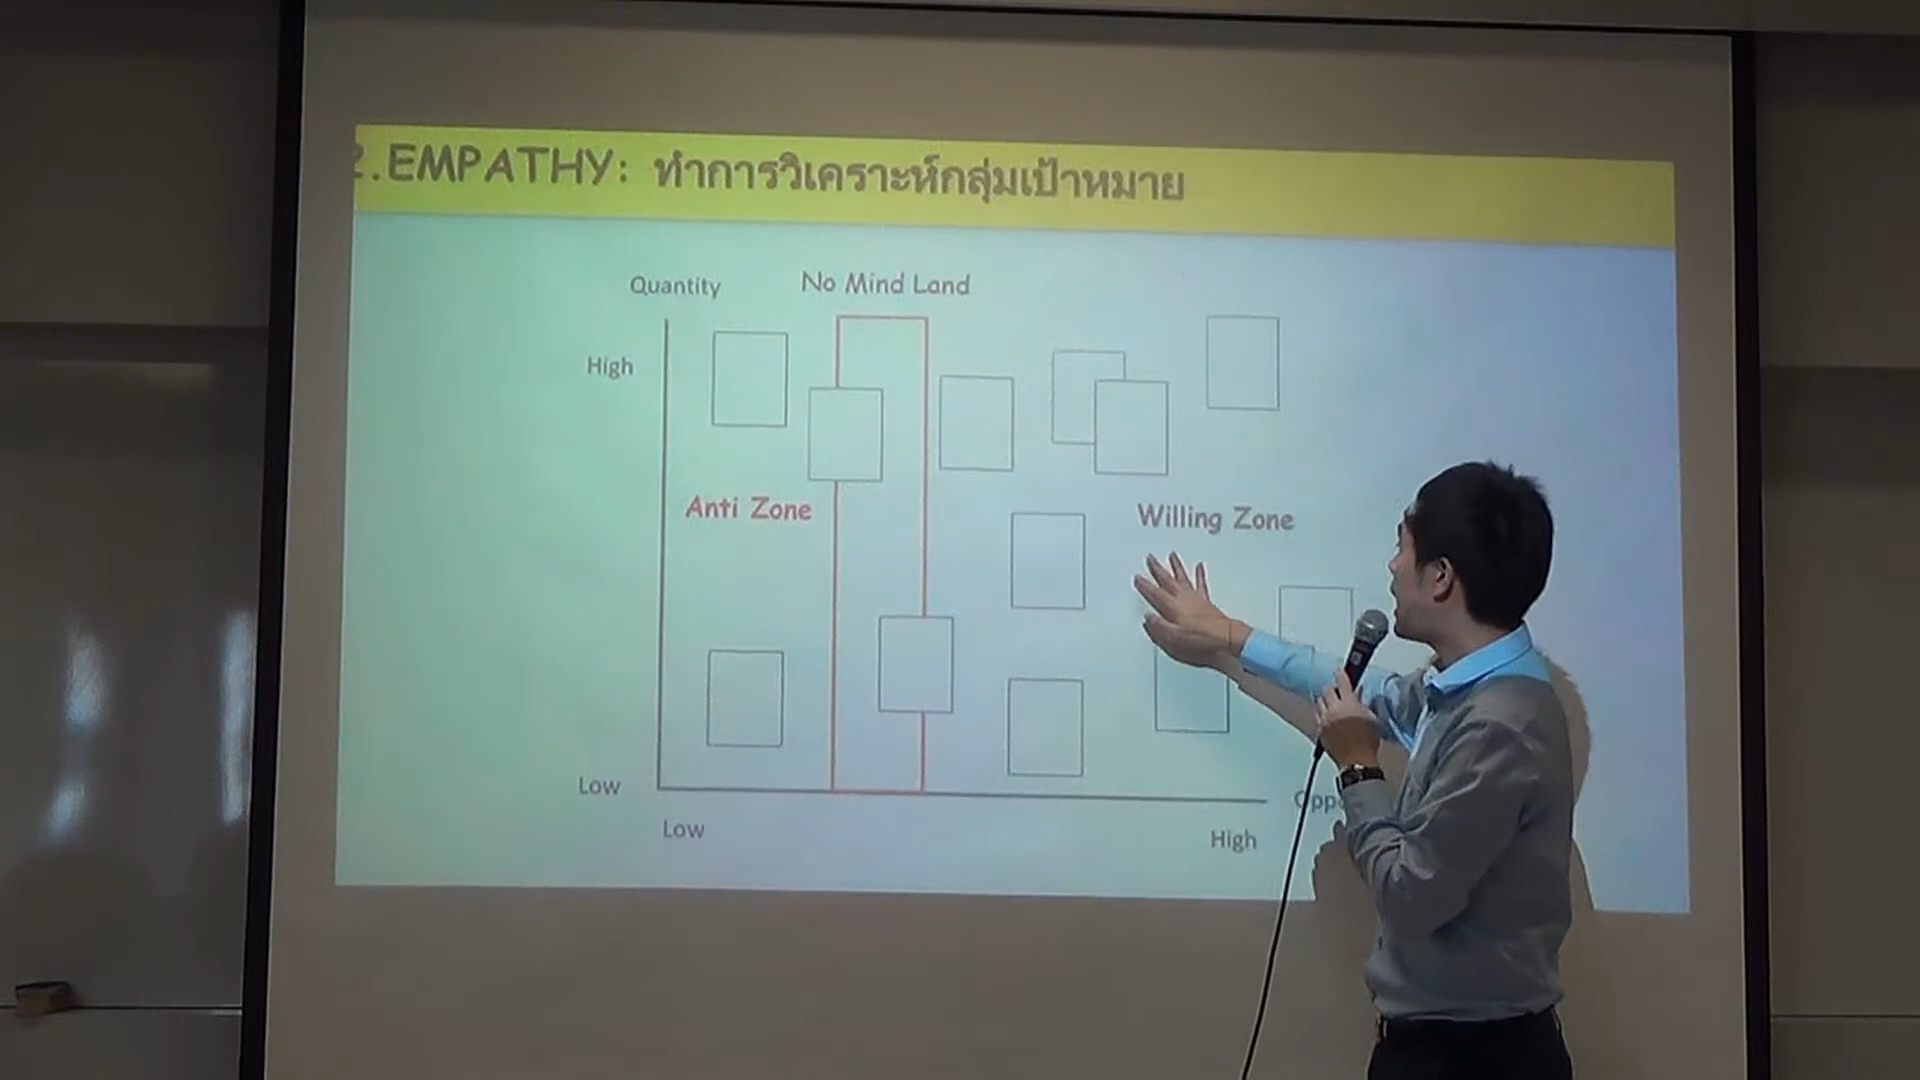 2.EMPATHY: ทำการวิเคราะห์กลุ่มเป้าหมาย
Quantity
No Mind Land
High
Anti Zone
Willing Zone
Low
Low
High